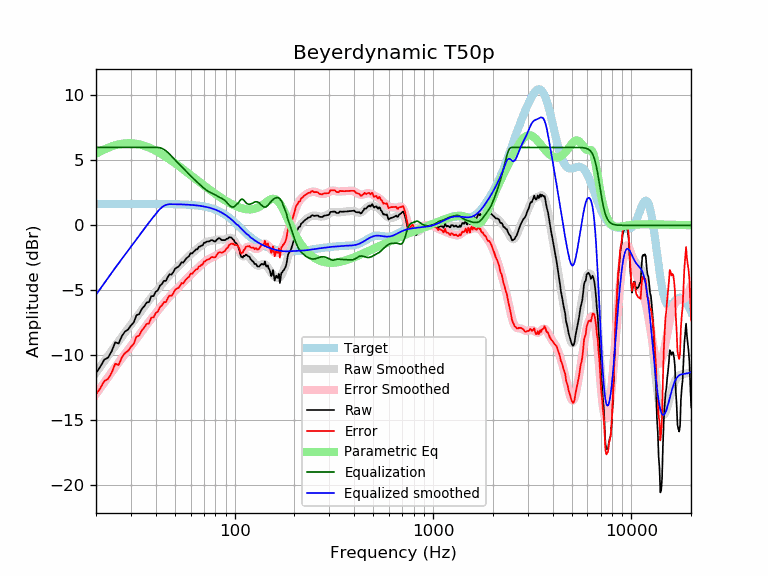 Beyerdynamic T50p
Amplitude (dBr)
10
5
0
−5
−10
−15
−20
Target
Raw Smoothed
Error Smoothed
Raw
Error
Parametric Eq
Equalization
Equalized smoothed
100
1000
10000
Frequency (Hz)